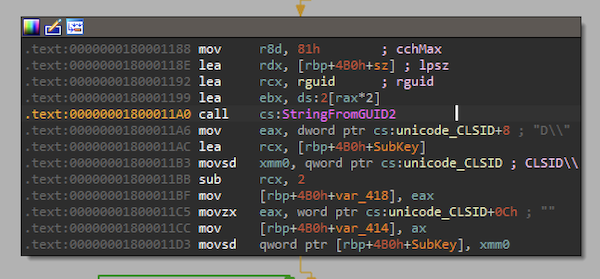 .text:0000000180001188 mov r8d, 81h ; cchMax
.text:000000018000118E lea rdx, [rbp+4B0h+sz] ; lpsz
.text:0000000180001192 lea rcx, rguid ; rguid
.text:0000000180001199 lea ebx, ds:2[rax*2]
.text:00000001800011A0 call cs:StringFromGUID2
.text:00000001800011A6 mov eax, dword ptr cs:unicode_CLSID+8 ; "D\\"
.text:00000001800011AC lea rcx, [rbp+4B0h+SubKey]
.text:00000001800011B3 movsd xmm0, qword ptr cs:unicode_CLSID ; CLSID\\
.text:00000001800011BB sub rcx, 2
.text:00000001800011BF mov [rbp+4B0h+var_418], eax
.text:00000001800011C5 movzx eax, word ptr cs:unicode_CLSID+0Ch ; ""
.text:00000001800011CC mov [rbp+4B0h+var_414], ax
.text:00000001800011D3 movsd qword ptr [rbp+4B0h+SubKey], xmm0